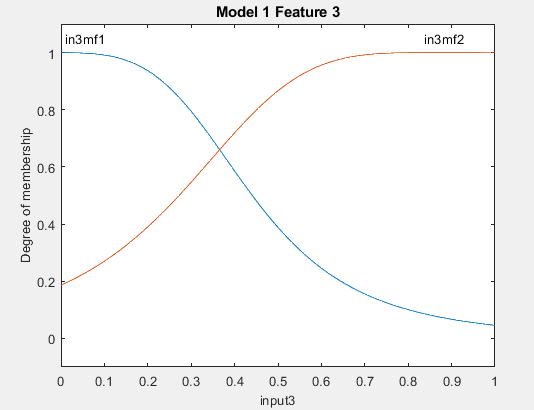 Model 1 Feature 3
in3mf1 in3mf2
1
0.8
0.6
0.4
0.2
0
Degree of membership
0 0.1 0.2 0.3 0.4 0.5 0.6 0.7 0.8 0.9 1
input3